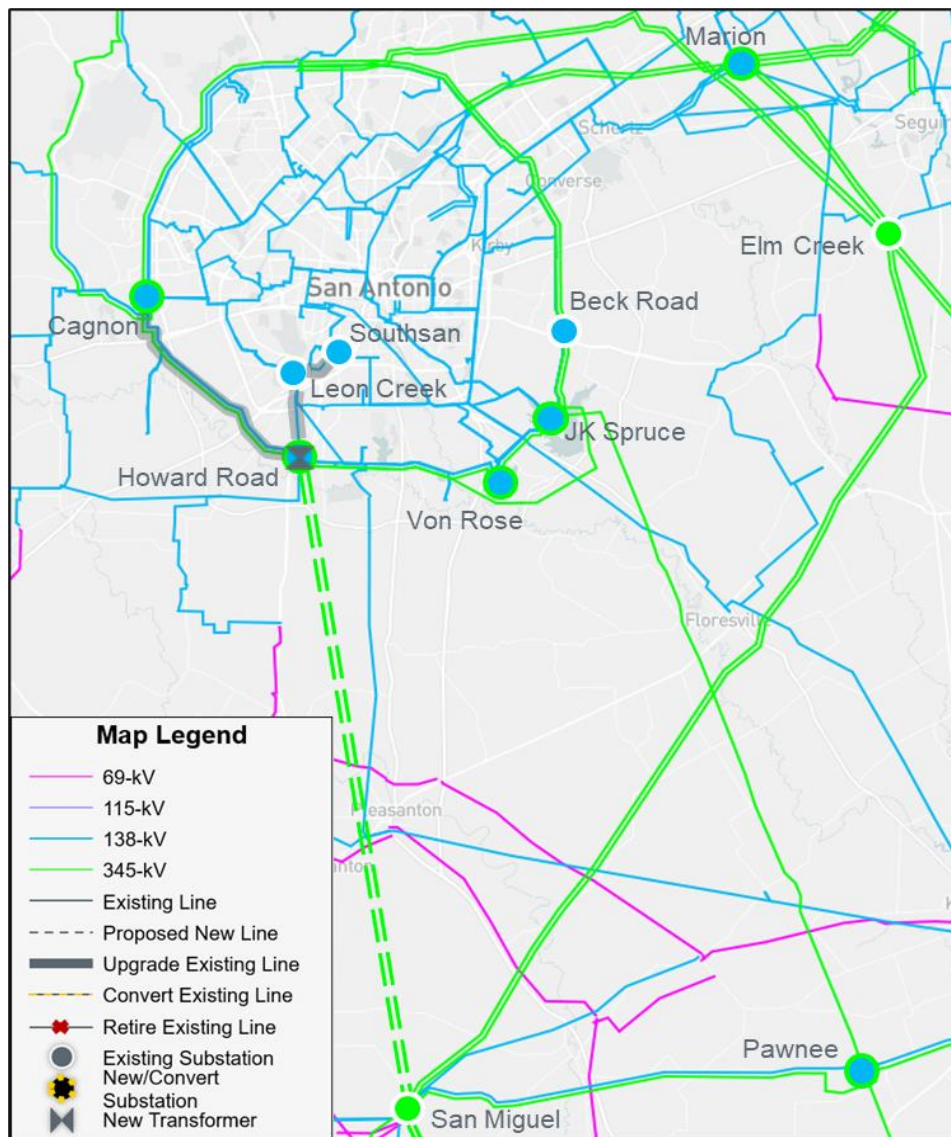 Marion
Schertz
Seguin
Converse
Elm Creek
Kirby
San Antonio
Beck Road
Cagnon
Southsan
Leon Creek
JK Spruce
Howard Road
Von Rose
Floresville
Map Legend
69-kV
115-kV
138-kV
345-kV
Existing Line
Proposed New Line
Upgrade Existing Line
Convert Existing Line
Retire Existing Line
Existing Substation
New/Convert
Substation
New Transformer
Pawnee
San Miguel